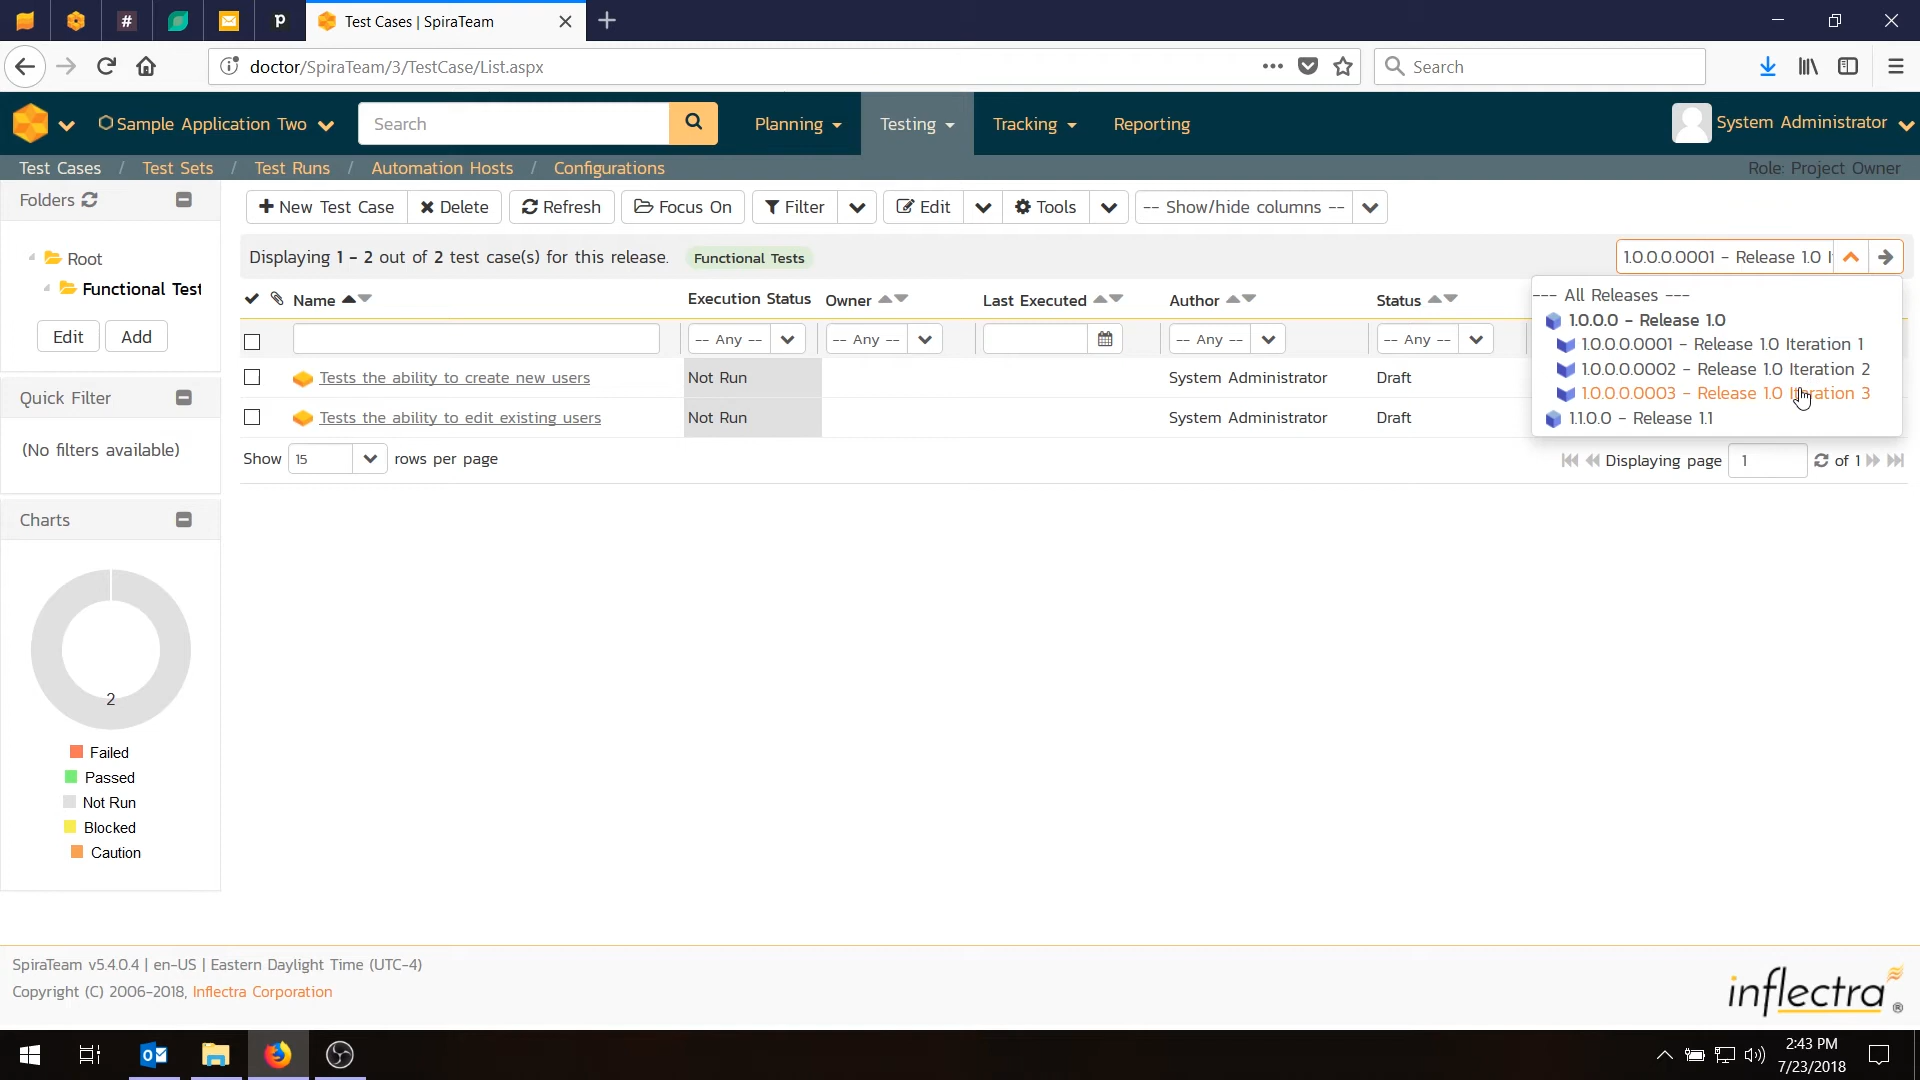 #
p
Test Cases | SpiraTeam
doctor/SpiraTeam/3/TestCase/List.aspx
Search
Sample Application Two
Search
Planning
Testing
Tracking
Reporting
System Administrator
Test Cases / Test Sets / Test Runs / Automation Hosts / Configurations
Role: Project Owner
Folders
New Test Case
Delete
Refresh
Focus On
Filter
Edit
Tools
-- Show/hide columns --
Root
Functional Test
Edit
Add
Displaying 1 - 2 out of 2 test case(s) for this release.
Functional Tests
1.0.0.0.0001 - Release 1.0 I
--- All Releases ---
1.0.0.0 - Release 1.0
1.0.0.0.0001 - Release 1.0 Iteration 1
1.0.0.0.0002 - Release 1.0 Iteration 2
1.0.0.0.0003 - Release 1.0 Iteration 3
1.1.0.0 - Release 1.1
Name
Execution Status
Owner
Last Executed
Author
Status
-- Any --
-- Any --
-- Any --
-- Any --
Tests the ability to create new users
Not Run
System Administrator
Draft
Tests the ability to edit existing users
Not Run
System Administrator
Draft
Show 15 rows per page
Displaying page 1 of 1
Quick Filter
(No filters available)
Charts
2
Failed
Passed
Not Run
Blocked
Caution
SpiraTeam v5.4.0.4 | en-US | Eastern Daylight Time (UTC-4)
Copyright (C) 2006-2018, Inflectra Corporation
inflectra®
2:43 PM
7/23/2018